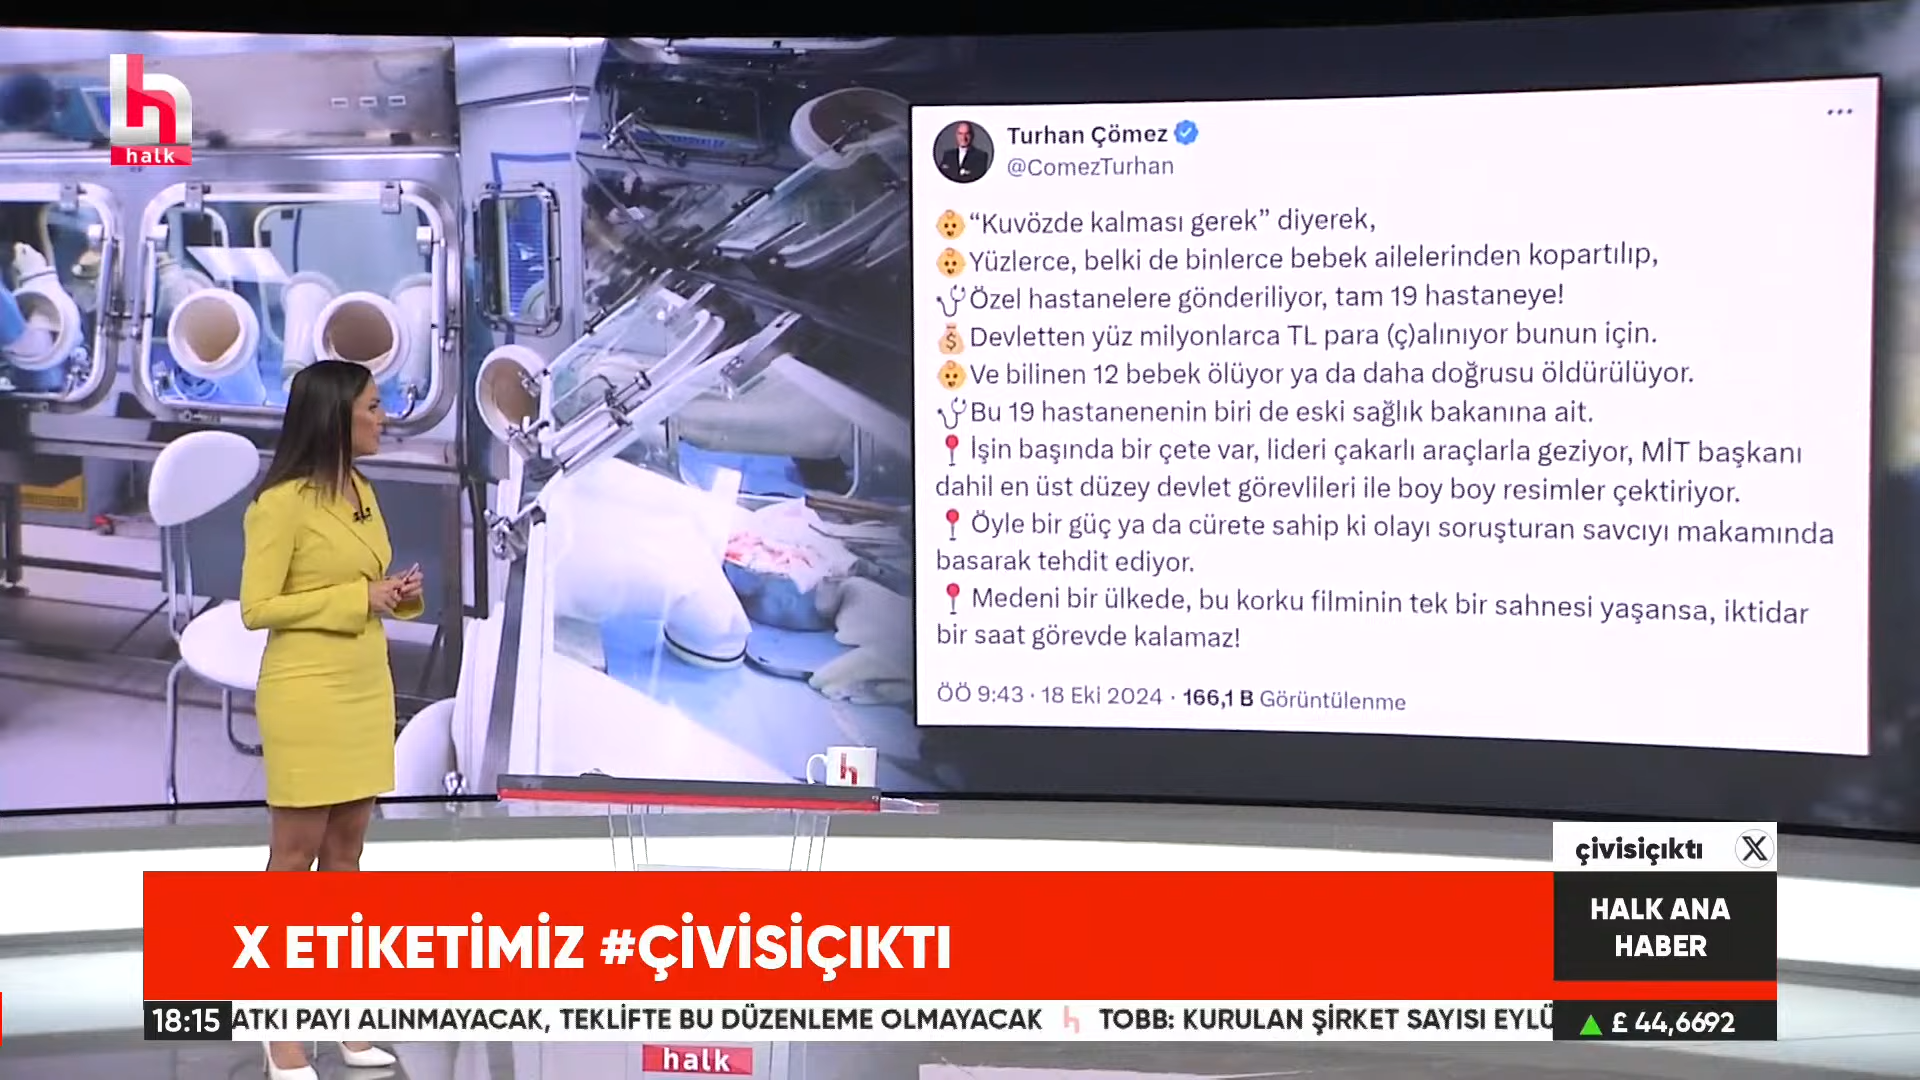 h
halk
Turhan Çömez
@ComezTurhan
“Kuvözde kalması gerek” diyerek,
Yüzlerce, belki de binlerce bebek ailelerinden kopartılıp,
Özel hastanelere gönderiliyor, tam 19 hastaneye!
Devletten yüz milyonlarca TL para (ç)alınıyor bunun için.
Ve bilinen 12 bebek ölüyor ya da daha doğrusu öldürülüyor.
Bu 19 hastanenenin biri de eski sağlık bakanına ait.
İşin başında bir çete var, lideri çakarlı araçlarla geziyor, MİT başkanı
dahil en üst düzey devlet görevlileri ile boy boy resimler çektiriyor.
Öyle bir güç ya da cürete sahip ki olayı soruşturan savcıyı makamında
basarak tehdit ediyor.
Medeni bir ülkede, bu korku filminin tek bir sahnesi yaşansa, iktidar
bir saat görevde kalamaz!
ÖÖ 9:43 · 18 Eki 2024 · 166,1 B Görüntülenme
h
çivisiçıktı X
X ETİKETİMİZ #ÇİVİSİÇIKTI
HALK ANA
HABER
18:15 ATKI PAYI ALINMAYACAK, TEKLİFTE BU DÜZENLEME OLMAYACAK h TOBB: KURULAN ŞİRKET SAYISI EYLÜ £ 44,6692
halk